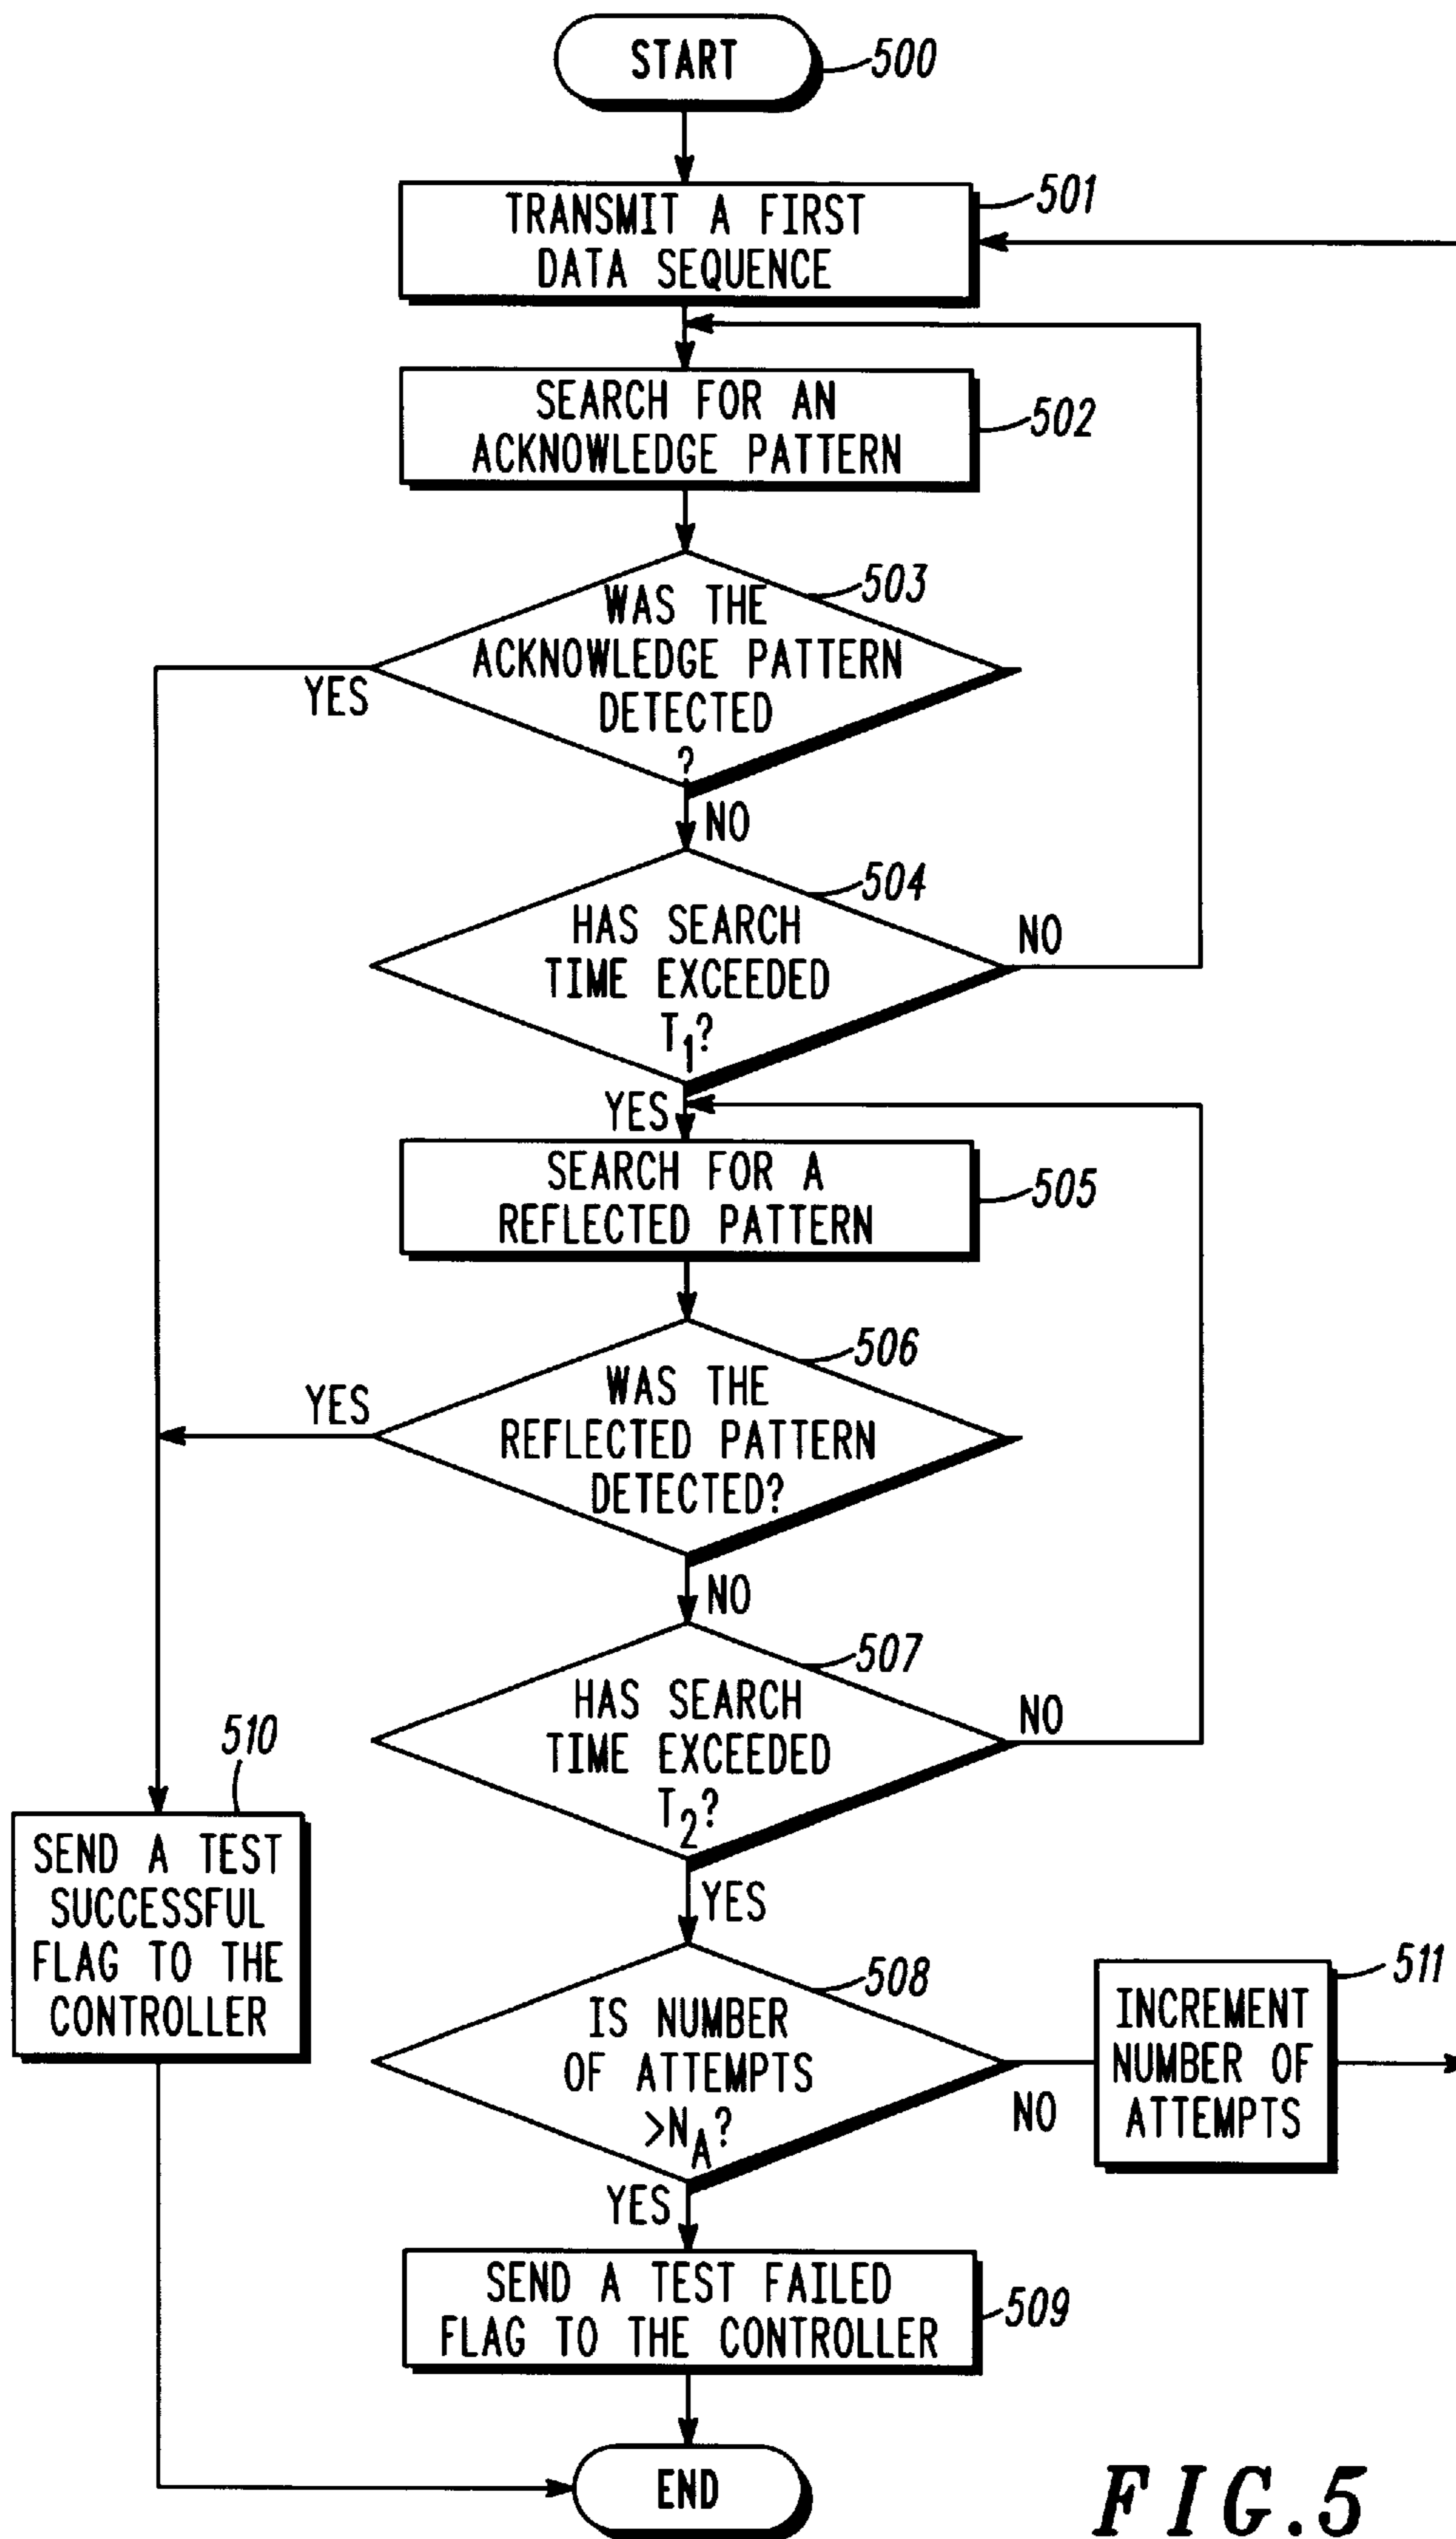 START
500
TRANSMIT A FIRST
DATA SEQUENCE
501
SEARCH FOR AN
ACKNOWLEDGE PATTERN
502
503
WAS THE
ACKNOWLEDGE PATTERN
DETECTED
?
YES
NO
504
HAS SEARCH
TIME EXCEEDED
T1?
NO
YES
SEARCH FOR A
REFLECTED PATTERN
505
506
WAS THE
REFLECTED PATTERN
DETECTED?
YES
NO
507
HAS SEARCH
TIME EXCEEDED
T2?
NO
YES
510
SEND A TEST
SUCCESSFUL
FLAG TO THE
CONTROLLER
508
IS NUMBER
OF ATTEMPTS
>NA?
NO
511
INCREMENT
NUMBER OF
ATTEMPTS
YES
SEND A TEST FAILED
FLAG TO THE CONTROLLER
509
END
FIG.5